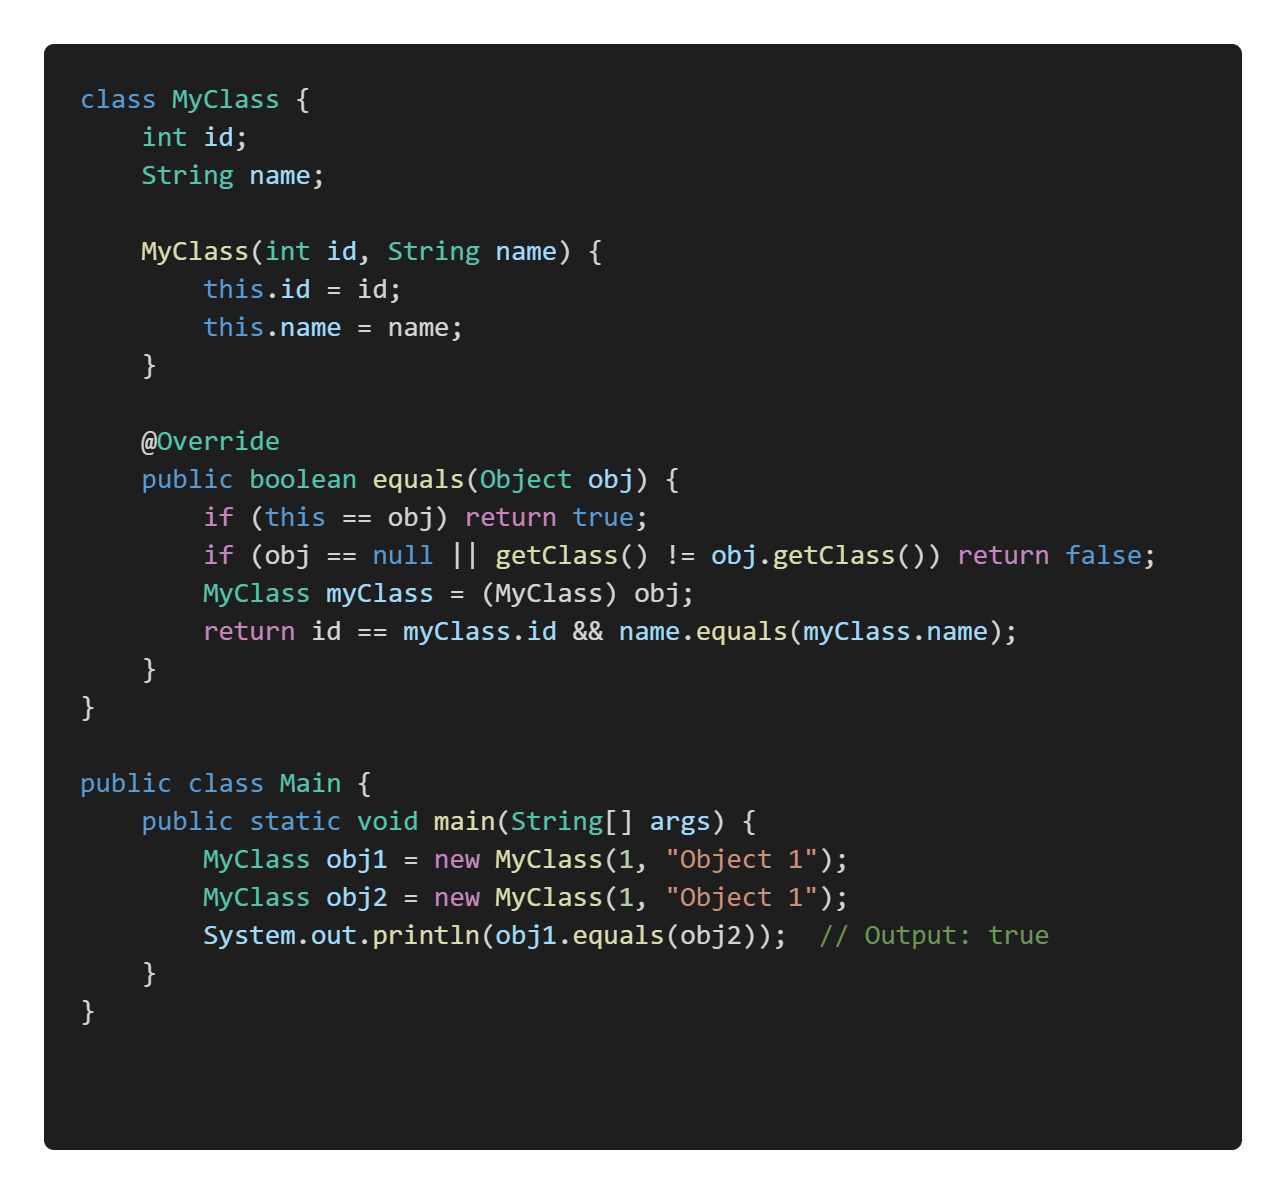 class MyClass {
    int id;
    String name;

    MyClass(int id, String name) {
        this.id = id;
        this.name = name;
    }

    @Override
    public boolean equals(Object obj) {
        if (this == obj) return true;
        if (obj == null || getClass() != obj.getClass()) return false;
        MyClass myClass = (MyClass) obj;
        return id == myClass.id && name.equals(myClass.name);
    }
}

public class Main {
    public static void main(String[] args) {
        MyClass obj1 = new MyClass(1, "Object 1");
        MyClass obj2 = new MyClass(1, "Object 1");
        System.out.println(obj1.equals(obj2));  // Output: true
    }
}